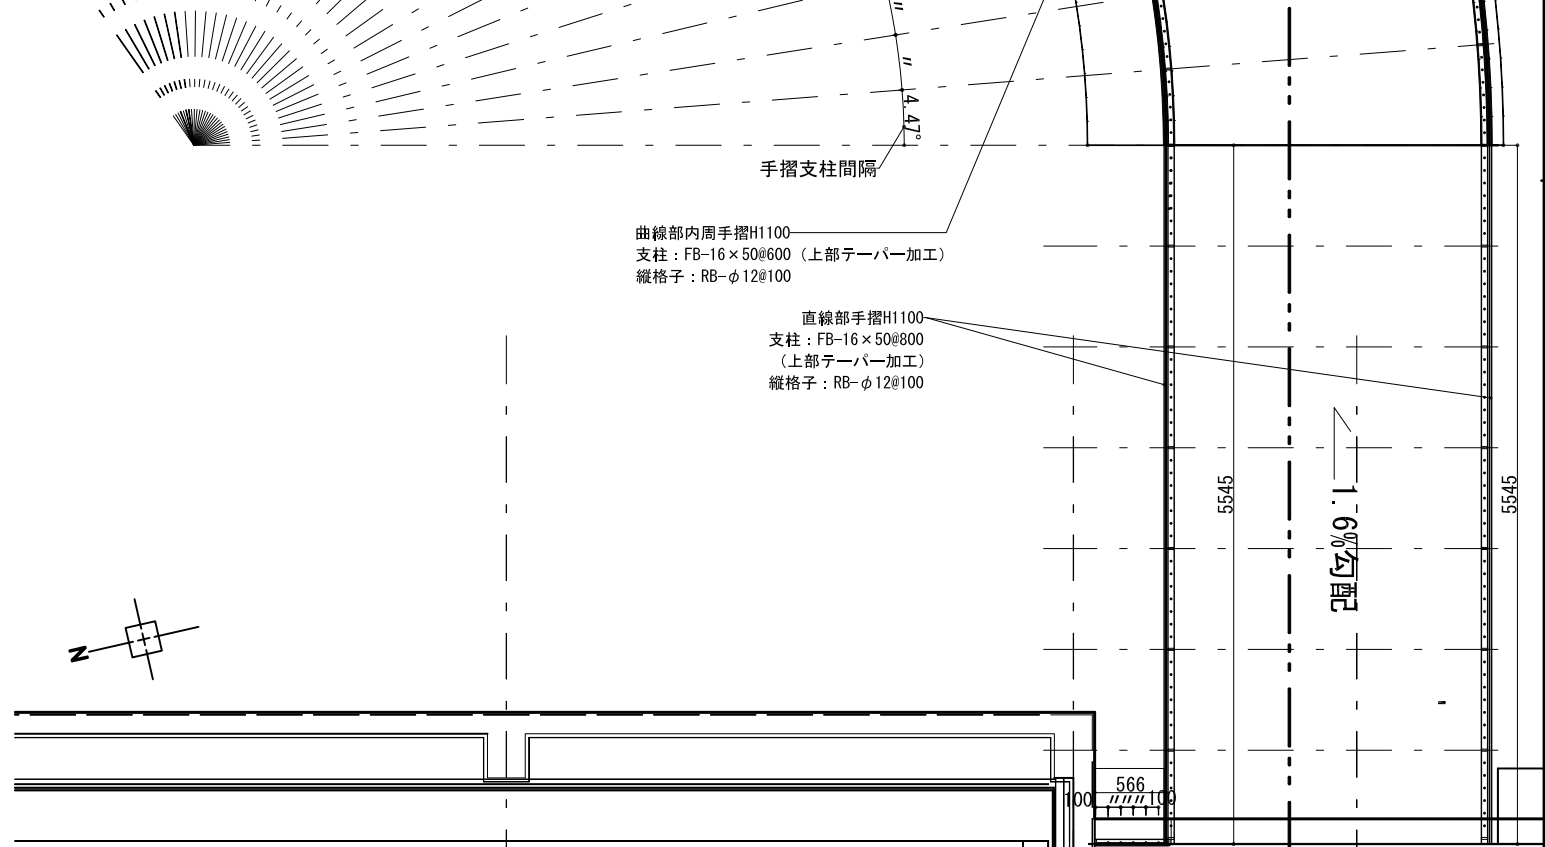 〃
〃
4.47°
手摺支柱間隔
曲線部内周手摺H1100
支柱：FB-16×50@600（上部テーパー加工）
縦格子：RB-φ12@100
直線部手摺H1100
支柱：FB-16×50@800
（上部テーパー加工）
縦格子：RB-φ12@100
5545
1.6%勾配
5545
N
566
100 〃〃〃 100